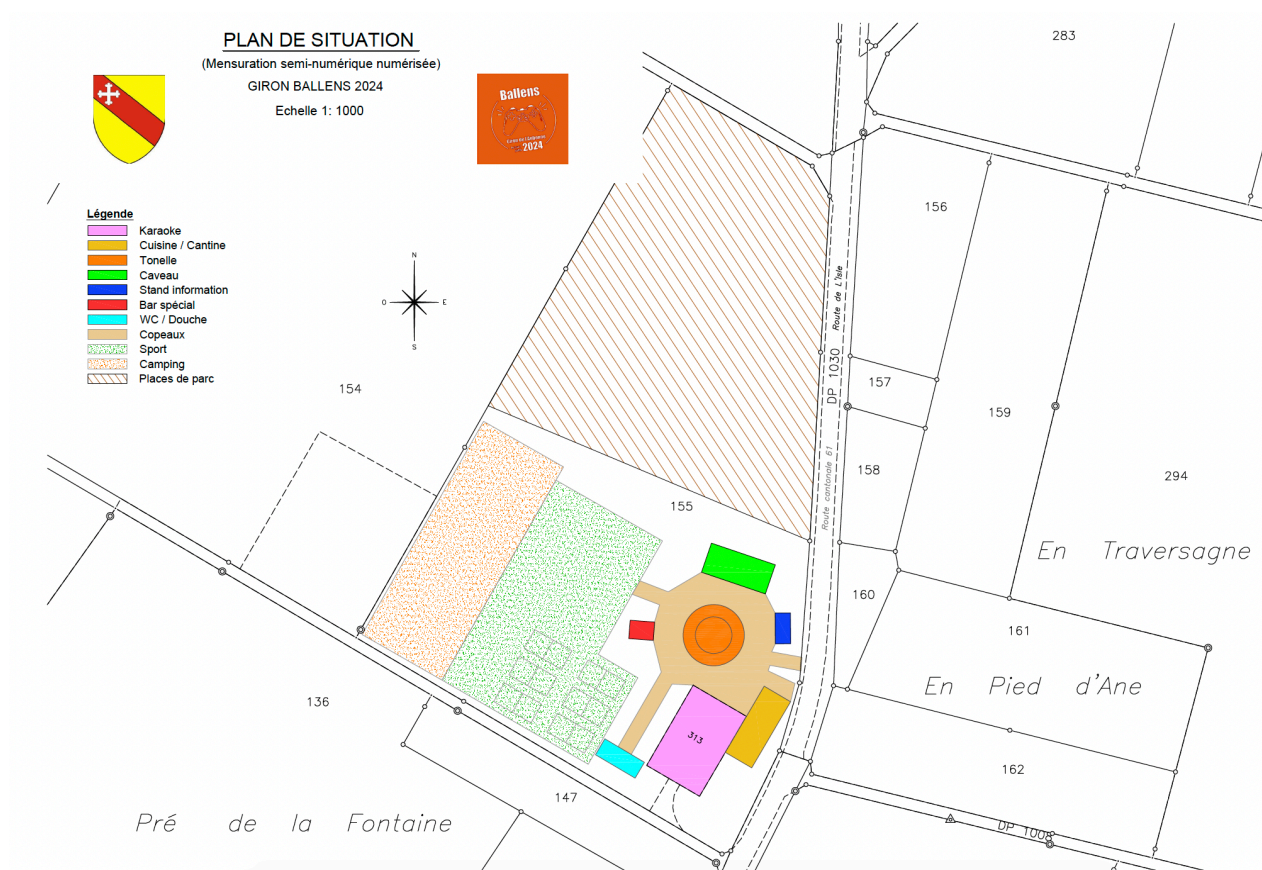 PLAN DE SITUATION
(Mensuration semi-numérique numérisée)
GIRON BALLENS 2024
Echelle 1: 1000
Ballens
2024
Légende
Karaoke
Cuisine / Cantine
Tonelle
Caveau
Stand information
Bar spécial
WC / Douche
Copeaux
Sport
Camping
Places de parc
N
O
E
S
283
156
Route de L'Isle
DP 1030
157
159
154
158
Route cantonale 61
294
155
En Traversagne
160
161
En Pied d'Ane
136
313
162
147
Pré de la Fontaine
DP 1008